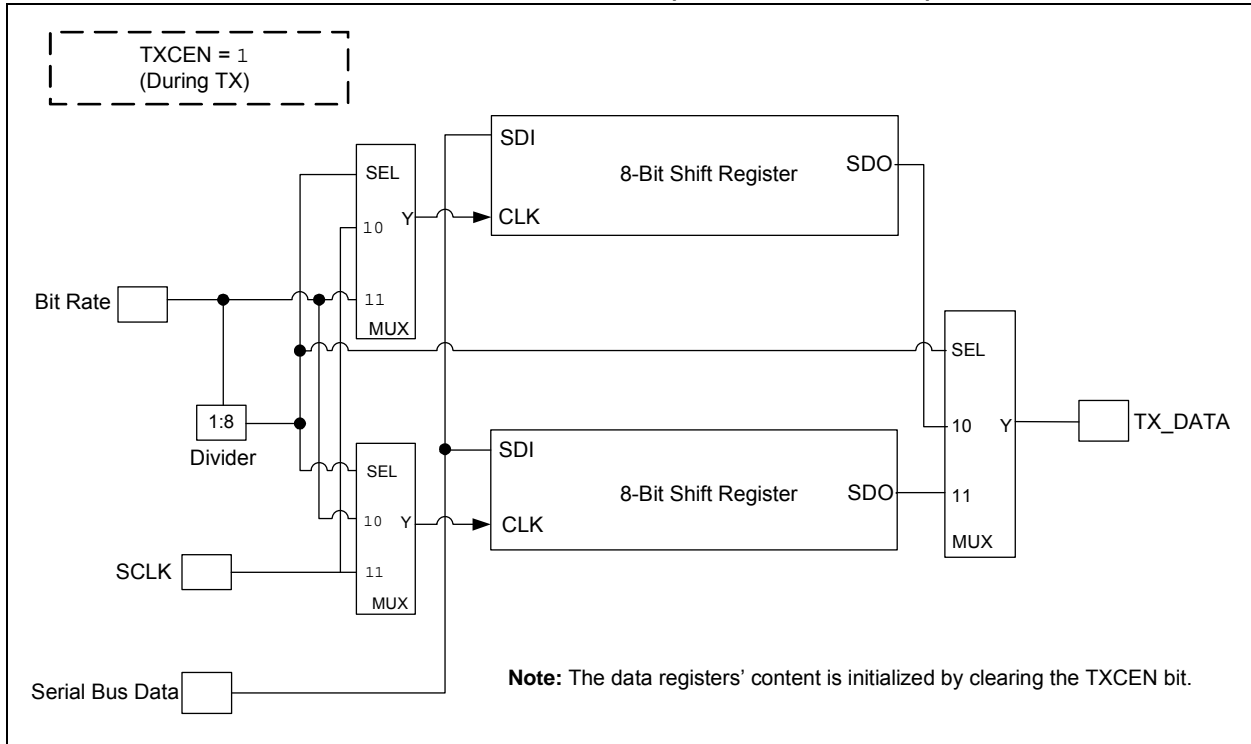 TXCEN = 1
(During TX)
SDI
SDO
8-Bit Shift Register
CLK
SEL
10
Y
11
MUX
Bit Rate
1:8
Divider
SEL
10
Y
11
MUX
SDI
SDO
8-Bit Shift Register
CLK
SEL
10
Y
11
MUX
TX_DATA
SCLK
Serial Bus Data
Note: The data registers’ content is initialized by clearing the TXCEN bit.